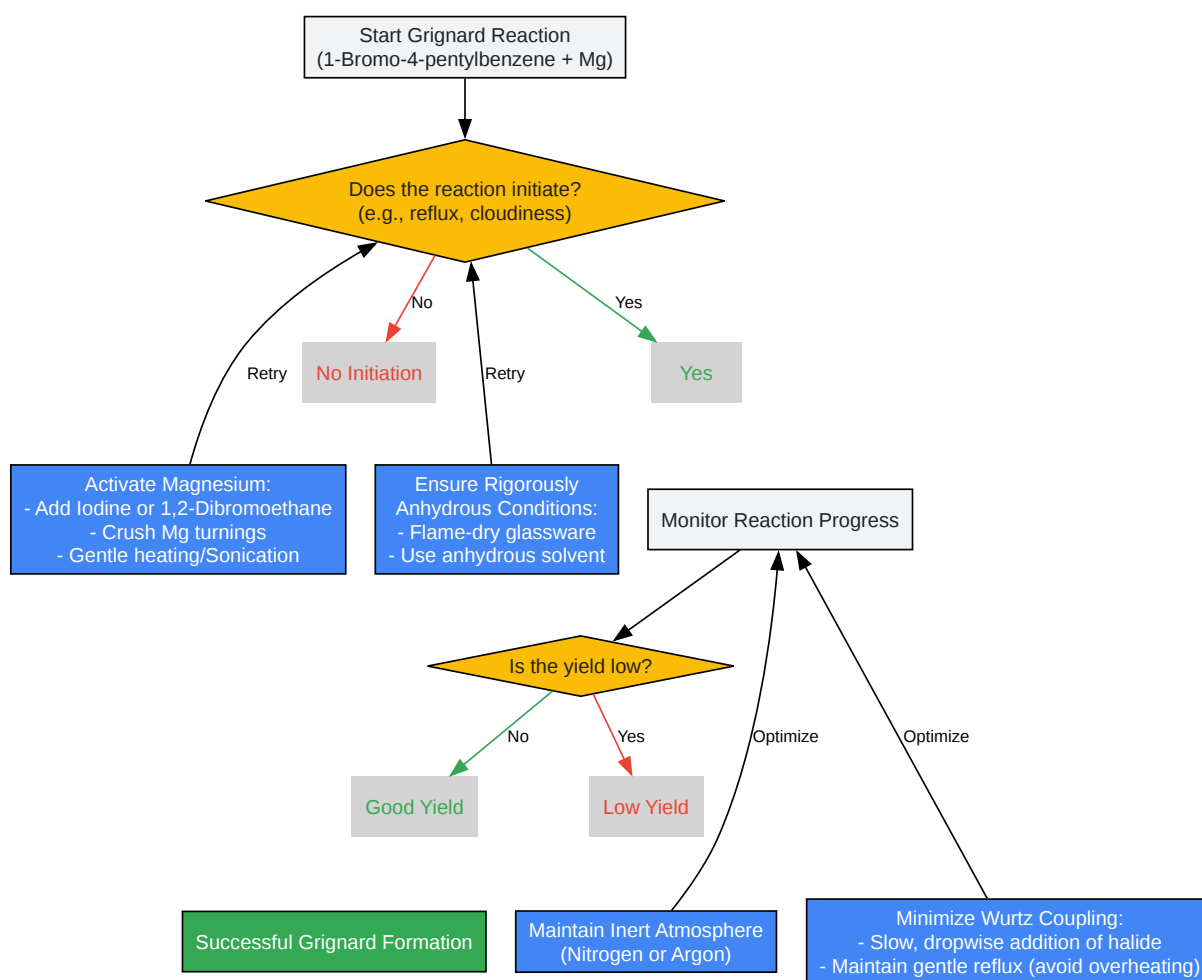 Start Grignard Reaction
(1-Bromo-4-pentylbenzene + Mg)
Does the reaction initiate?
(e.g., reflux, cloudiness)
No
Yes
Retry
No Initiation
Retry
Yes
Activate Magnesium:
- Add Iodine or 1,2-Dibromoethane
- Crush Mg turnings
- Gentle heating/Sonication
Ensure Rigorously
Anhydrous Conditions:
- Flame-dry glassware
- Use anhydrous solvent
Monitor Reaction Progress
Is the yield low?
No
Yes
Optimize
Optimize
Good Yield
Low Yield
Successful Grignard Formation
Maintain Inert Atmosphere
(Nitrogen or Argon)
Minimize Wurtz Coupling:
- Slow, dropwise addition of halide
- Maintain gentle reflux (avoid overheating)